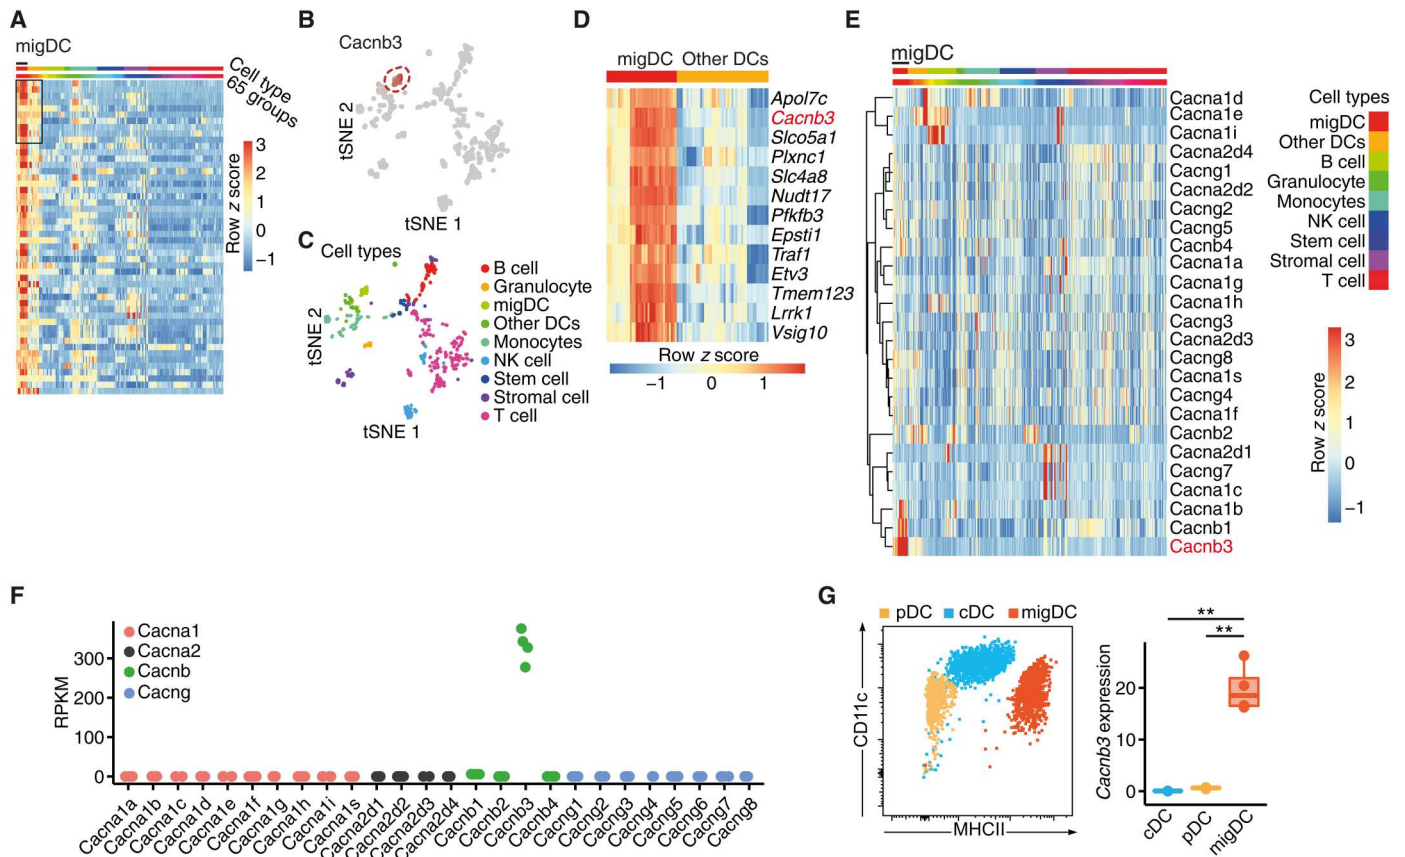 A
migDC
Cell type
65 groups
3
2
1
0
−1
Row z score
B
Cacnb3
tSNE 2
tSNE 1
C
Cell types
tSNE 2
tSNE 1
B cell
Granulocyte
migDC
Other DCs
Monocytes
NK cell
Stem cell
Stromal cell
T cell
D
migDC Other DCs
Apol7c
Cacnb3
Slco5a1
Plxnc1
Slc4a8
Nudt17
Pfkfb3
Epsti1
Traf1
Etv3
Tmem123
Lrrk1
Vsig10
Row z score
−1 0 1
E
migDC
Cacna1d
Cacna1e
Cacna1i
Cacna2d4
Cacng1
Cacna2d2
Cacng2
Cacng5
Cacnb4
Cacna1a
Cacna1g
Cacna1h
Cacng3
Cacna2d3
Cacng8
Cacna1s
Cacng4
Cacna1f
Cacnb2
Cacna2d1
Cacng7
Cacna1c
Cacna1b
Cacnb1
Cacnb3
Cell types
migDC
Other DCs
B cell
Granulocyte
Monocytes
NK cell
Stem cell
Stromal cell
T cell
Row z score
3
2
1
0
−1
F
Cacna1
Cacna2
Cacnb
Cacng
RPKM
300
200
100
0
Cacna1a
Cacna1b
Cacna1c
Cacna1d
Cacna1e
Cacna1f
Cacna1g
Cacna1h
Cacna1i
Cacna1s
Cacna2d1
Cacna2d2
Cacna2d3
Cacna2d4
Cacnb1
Cacnb2
Cacnb3
Cacnb4
Cacng1
Cacng2
Cacng3
Cacng4
Cacng5
Cacng6
Cacng7
Cacng8
G
pDC cDC migDC
CD11c
MHCII
**
**
Cacnb3 expression
20
10
0
cDC
pDC
migDC